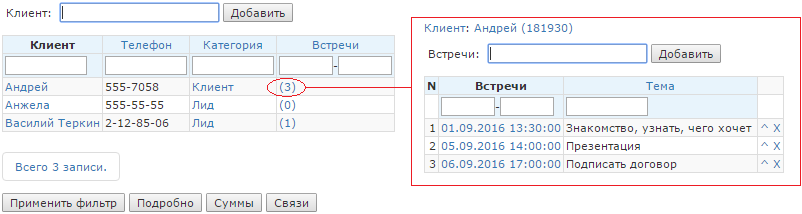 Клиент: Добавить
Клиент Телефон Категория Встречи
-
Андрей 555-7058 Клиент (3)
Анжела 555-55-55 Лид (0)
Василий Теркин 2-12-85-06 Лид (1)
Всего 3 записи.
Применить фильтр Подробно Суммы Связи
Клиент: Андрей (181930)
Встречи: Добавить
N Встречи Тема
-
1 01.09.2016 13:30:00 Знакомство, узнать, чего хочет ^ X
2 05.09.2016 14:00:00 Презентация ^ X
3 06.09.2016 17:00:00 Подписать договор ^ X